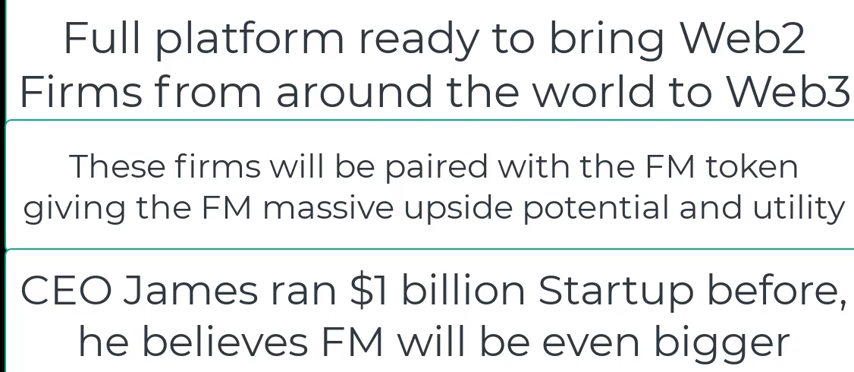 Full platform ready to bring Web2
Firms from around the world to Web3
These firms will be paired with the FM token
giving the FM massive upside potential and utility
CEO James ran $1 billion Startup before,
he believes FM will be even bigger